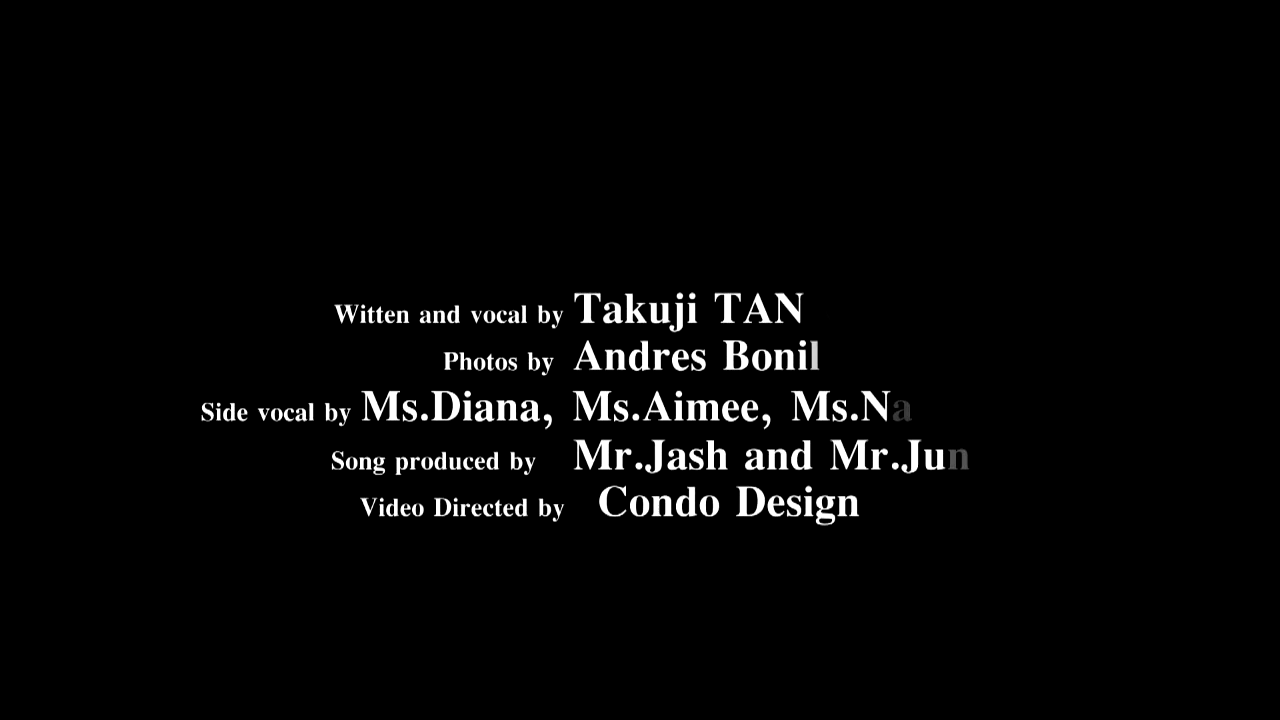 Witten and vocal by Takuji TAN
Photos by Andres Bonil
Side vocal by Ms.Diana, Ms.Aimee, Ms.Na
Song produced by Mr.Jash and Mr.Jun
Video Directed by Condo Design